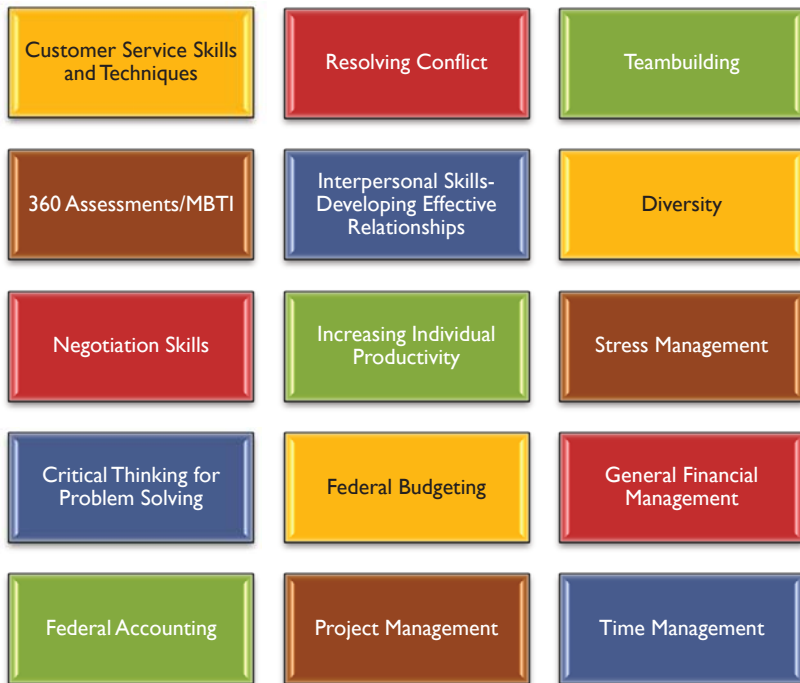 Customer Service Skills
and Techniques
Resolving Conflict
Teambuilding
360 Assessments/MBTI
Interpersonal Skills-
Developing Effective
Relationships
Diversity
Negotiation Skills
Increasing Individual
Productivity
Stress Management
Critical Thinking for
Problem Solving
Federal Budgeting
General Financial
Management
Federal Accounting
Project Management
Time Management